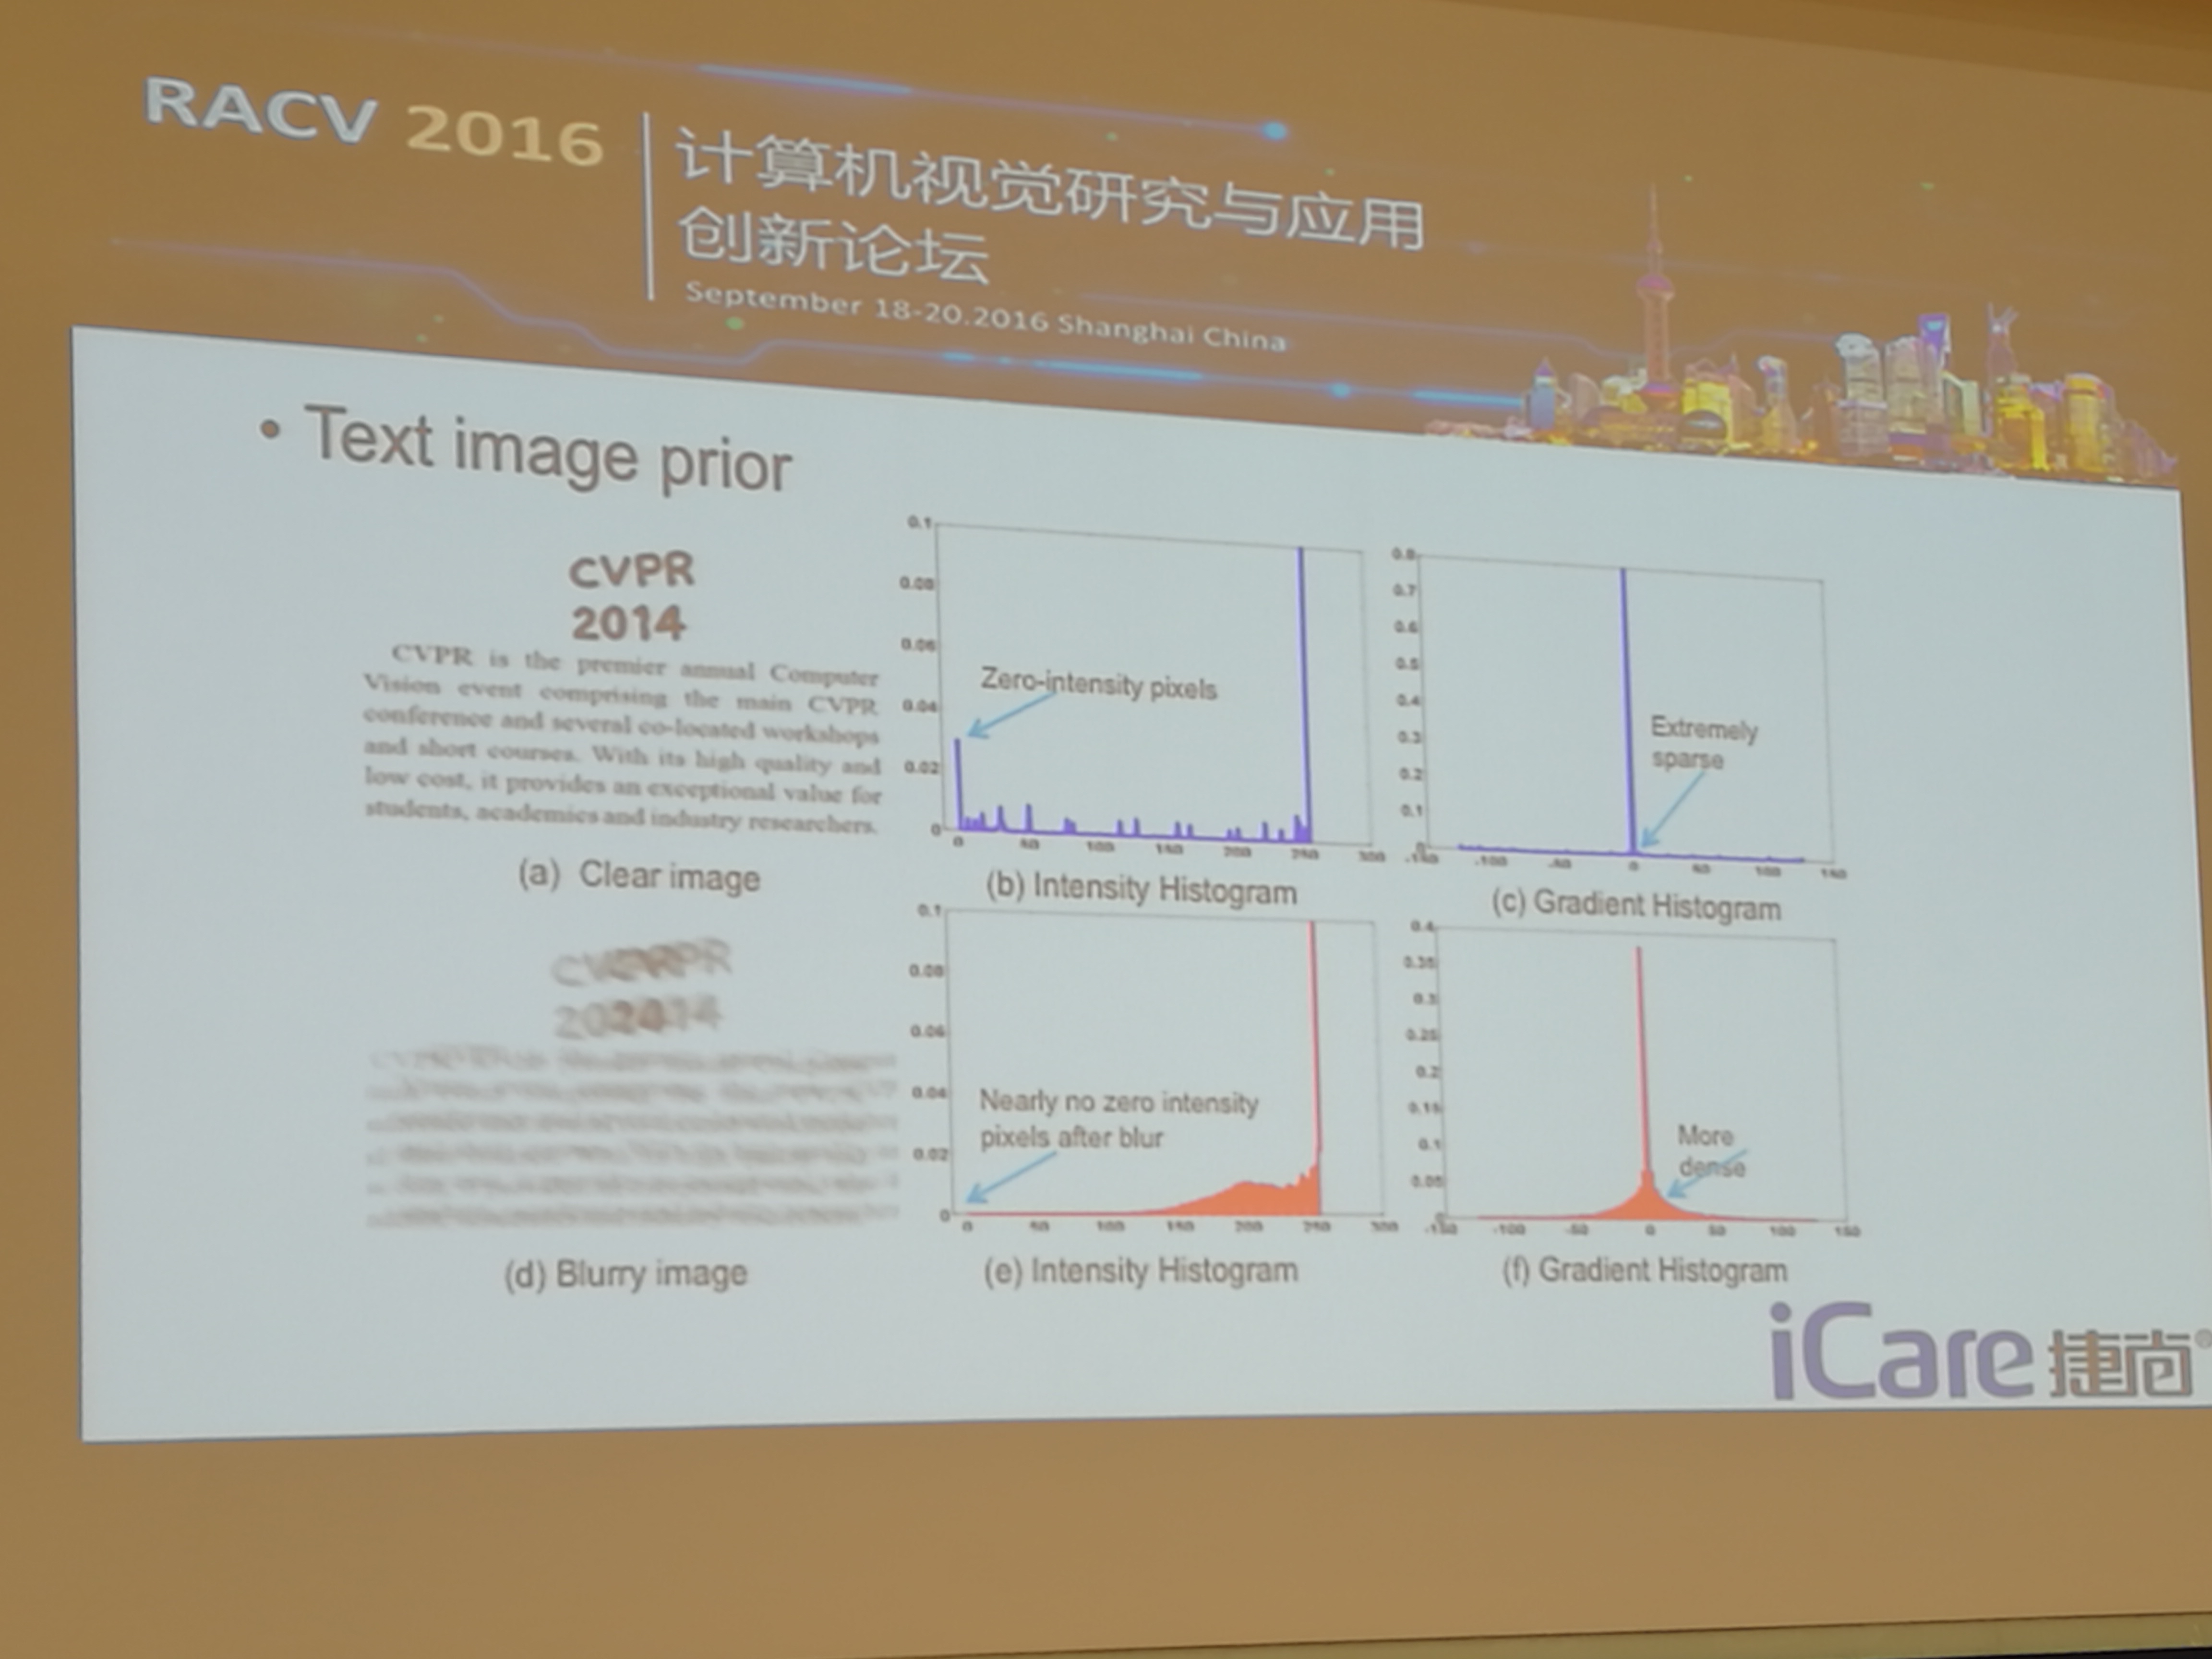 RACV 2016
计算机视觉研究与应用
创新论坛
September 18-20.2016 Shanghai China
• Text image prior
CVPR
2014
CVPR is the premier annual Computer
Vision event comprising the main CVPR
conference and several co-located workshops
and short courses. With its high quality and
low cost, it provides an exceptional value for
students, academics and industry researchers.
(a) Clear image
0.1
0.08
0.06
0.04
0.02
0
0 50 100 150 200 250 300
Zero-intensity pixels
(b) Intensity Histogram
0.8
0.7
0.6
0.5
0.4
0.3
0.2
0.1
0
-150 -100 -50 0 50 100 150
Extremely
sparse
(c) Gradient Histogram
CVPR
2014
(d) Blurry image
0.1
0.08
0.06
0.04
0.02
0
0 50 100 150 200 250 300
Nearly no zero intensity
pixels after blur
(e) Intensity Histogram
0.4
0.35
0.3
0.25
0.2
0.15
0.1
0.05
0
-150 -100 -50 0 50 100 150
More
dense
(f) Gradient Histogram
iCare 捷尚®